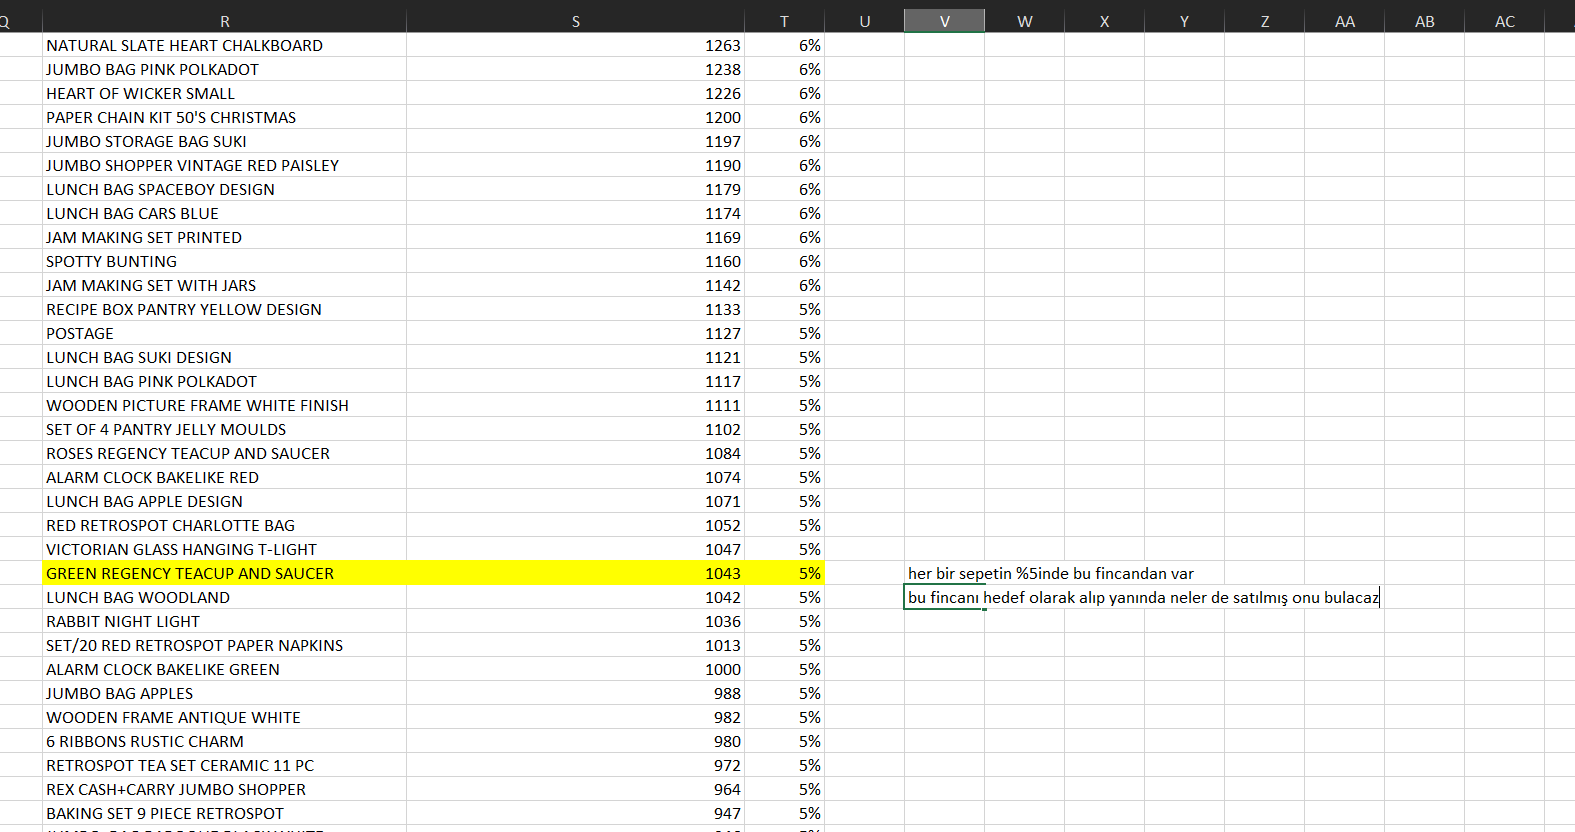 Q R S T U V W X Y Z AA AB AC
NATURAL SLATE HEART CHALKBOARD 1263 6%
JUMBO BAG PINK POLKADOT 1238 6%
HEART OF WICKER SMALL 1226 6%
PAPER CHAIN KIT 50'S CHRISTMAS 1200 6%
JUMBO STORAGE BAG SUKI 1197 6%
JUMBO SHOPPER VINTAGE RED PAISLEY 1190 6%
LUNCH BAG SPACEBOY DESIGN 1179 6%
LUNCH BAG CARS BLUE 1174 6%
JAM MAKING SET PRINTED 1169 6%
SPOTTY BUNTING 1160 6%
JAM MAKING SET WITH JARS 1142 6%
RECIPE BOX PANTRY YELLOW DESIGN 1133 5%
POSTAGE 1127 5%
LUNCH BAG SUKI DESIGN 1121 5%
LUNCH BAG PINK POLKADOT 1117 5%
WOODEN PICTURE FRAME WHITE FINISH 1111 5%
SET OF 4 PANTRY JELLY MOULDS 1102 5%
ROSES REGENCY TEACUP AND SAUCER 1084 5%
ALARM CLOCK BAKELIKE RED 1074 5%
LUNCH BAG APPLE DESIGN 1071 5%
RED RETROSPOT CHARLOTTE BAG 1052 5%
VICTORIAN GLASS HANGING T-LIGHT 1047 5%
GREEN REGENCY TEACUP AND SAUCER 1043 5% her bir sepetin %5inde bu fincandan var
LUNCH BAG WOODLAND 1042 5% bu fincanı hedef olarak alıp yanında neler de satılmış onu bulacaz
RABBIT NIGHT LIGHT 1036 5%
SET/20 RED RETROSPOT PAPER NAPKINS 1013 5%
ALARM CLOCK BAKELIKE GREEN 1000 5%
JUMBO BAG APPLES 988 5%
WOODEN FRAME ANTIQUE WHITE 982 5%
6 RIBBONS RUSTIC CHARM 980 5%
RETROSPOT TEA SET CERAMIC 11 PC 972 5%
REX CASH+CARRY JUMBO SHOPPER 964 5%
BAKING SET 9 PIECE RETROSPOT 947 5%